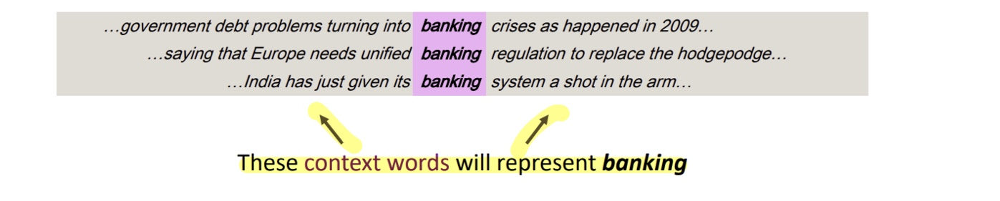 …government debt problems turning into banking crises as happened in 2009…
…saying that Europe needs unified banking regulation to replace the hodgepodge…
…India has just given its banking system a shot in the arm…
These context words will represent banking